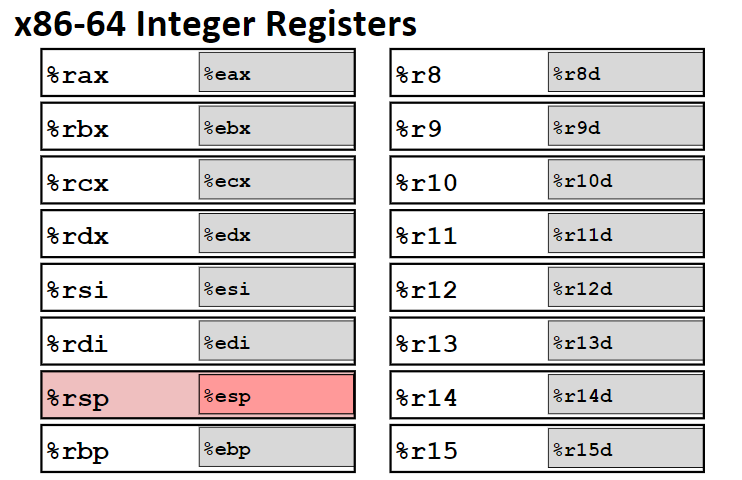 x86-64 Integer Registers
%rax %eax %r8 %r8d
%rbx %ebx %r9 %r9d
%rcx %ecx %r10 %r10d
%rdx %edx %r11 %r11d
%rsi %esi %r12 %r12d
%rdi %edi %r13 %r13d
%rsp %esp %r14 %r14d
%rbp %ebp %r15 %r15d